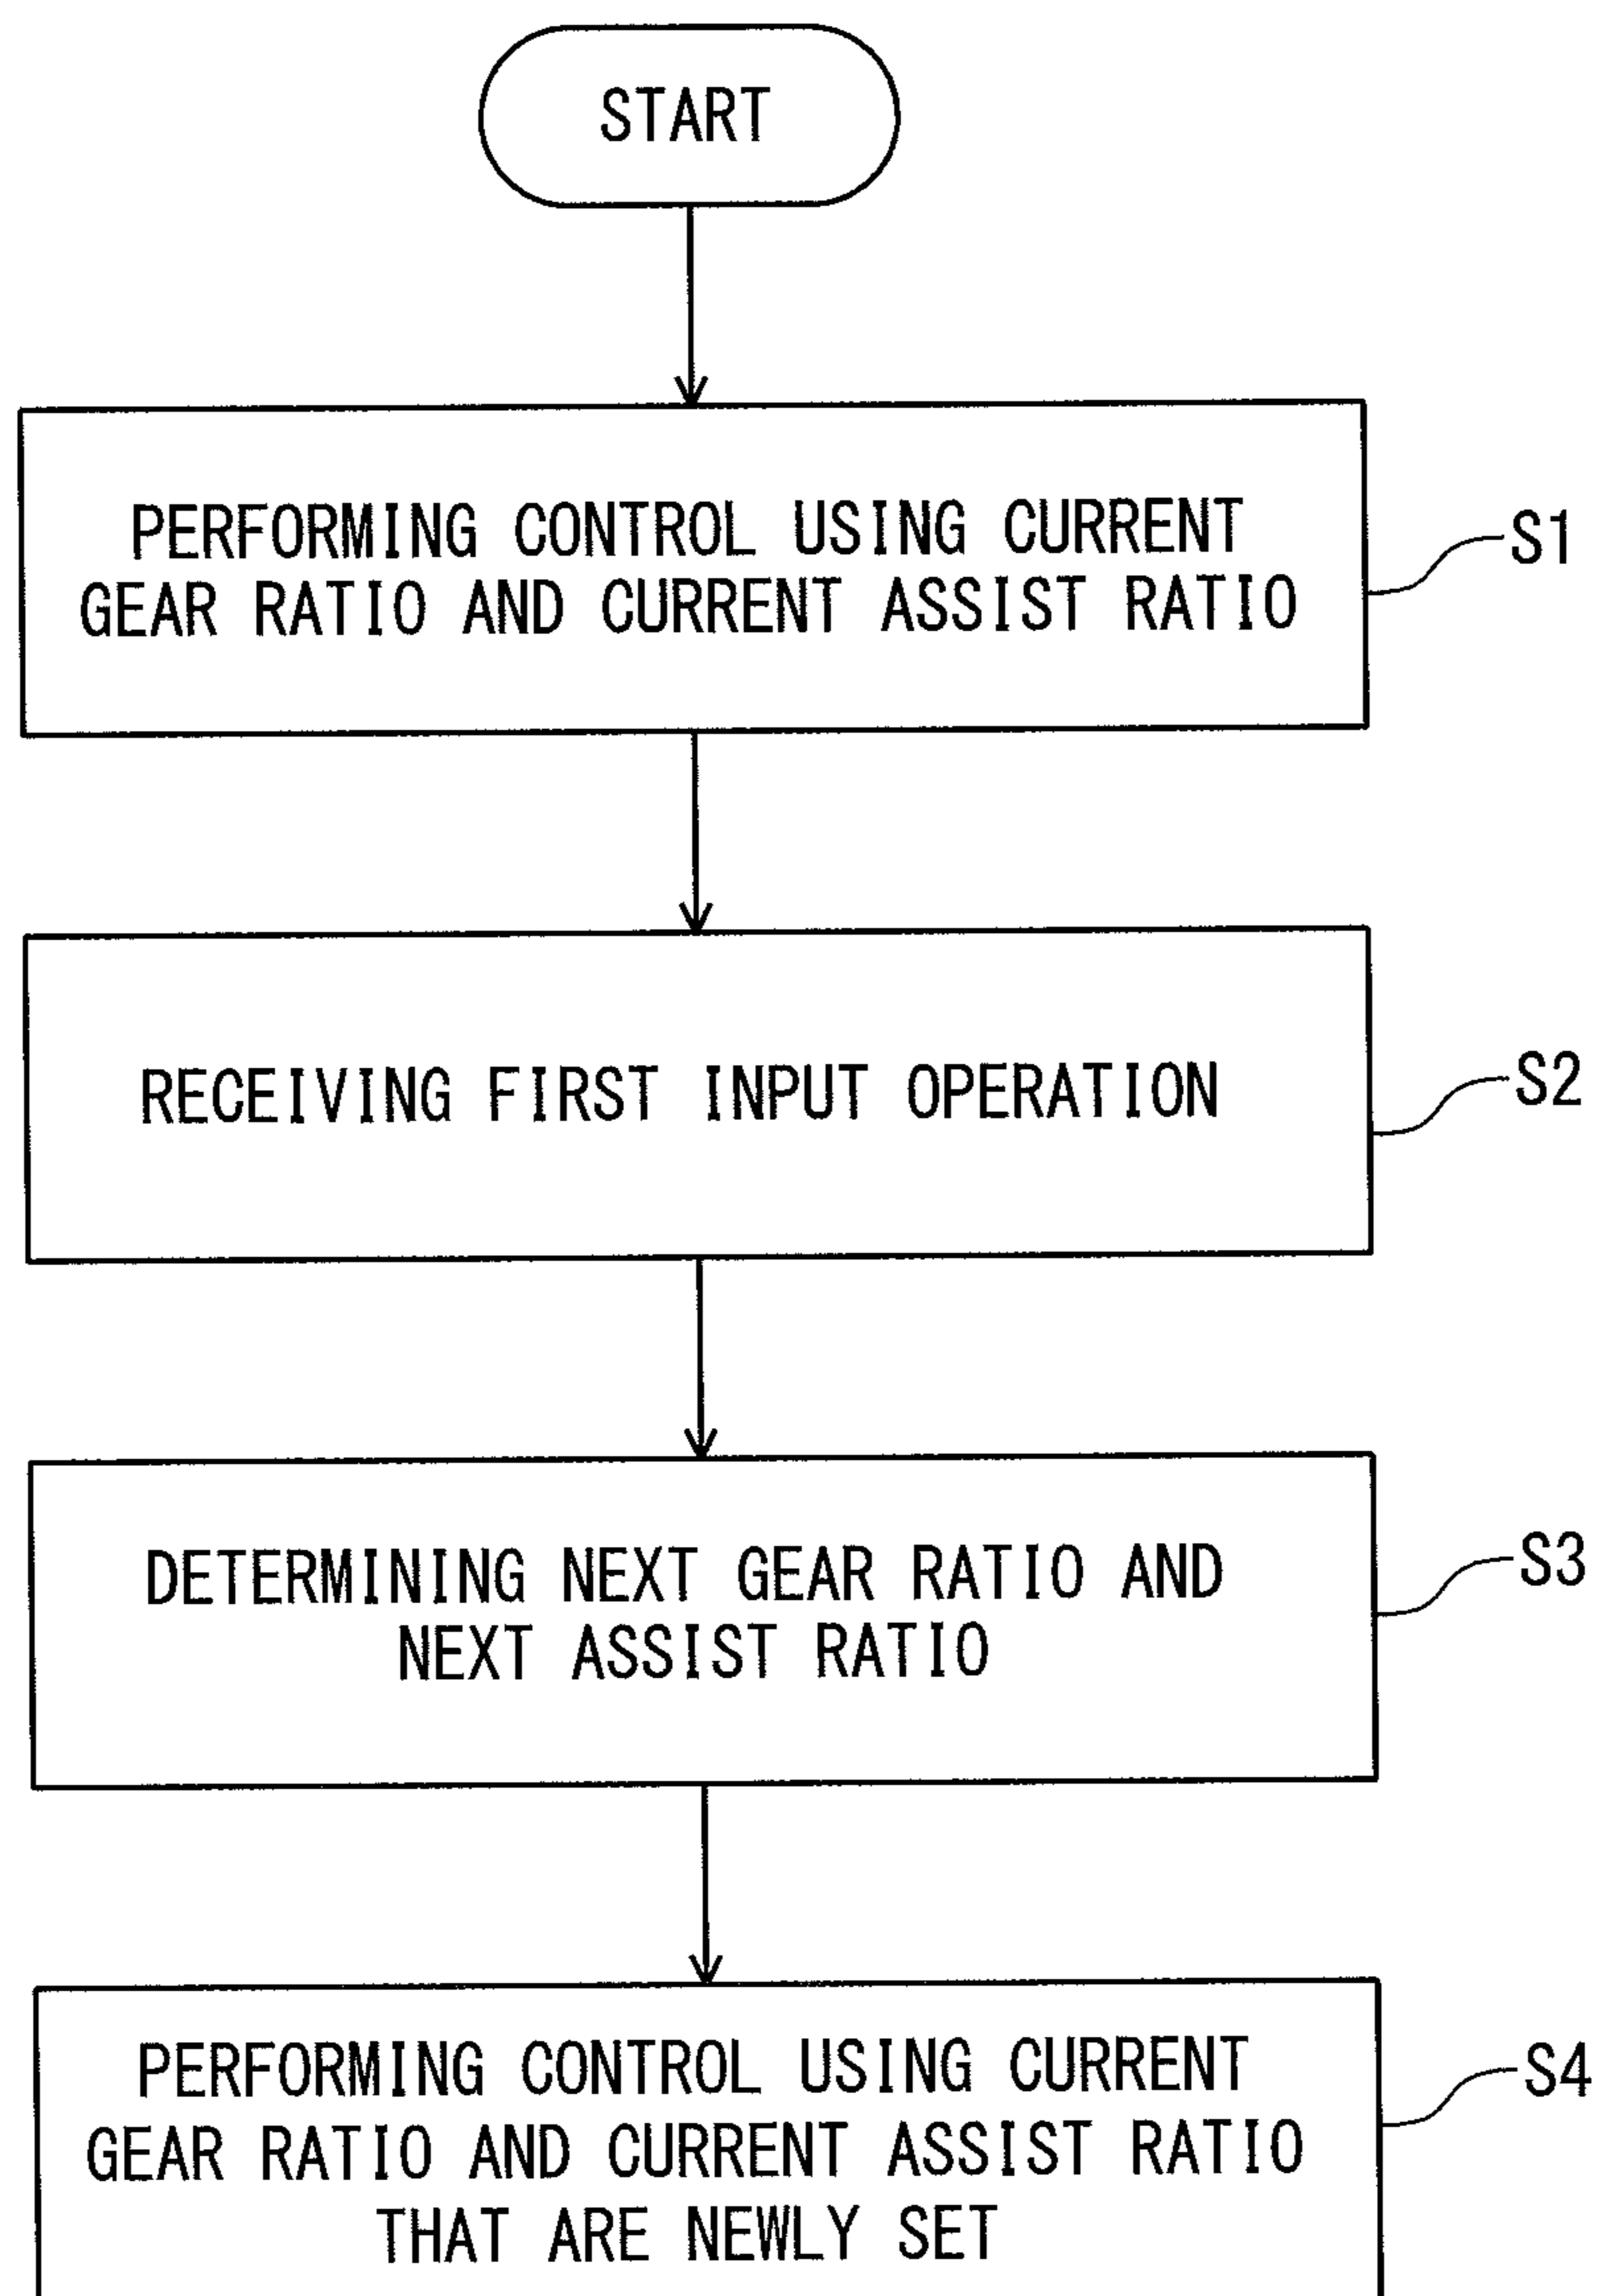 START
PERFORMING CONTROL USING CURRENT
GEAR RATIO AND CURRENT ASSIST RATIO
S1
RECEIVING FIRST INPUT OPERATION
S2
DETERMINING NEXT GEAR RATIO AND
NEXT ASSIST RATIO
S3
PERFORMING CONTROL USING CURRENT
GEAR RATIO AND CURRENT ASSIST RATIO
THAT ARE NEWLY SET
S4